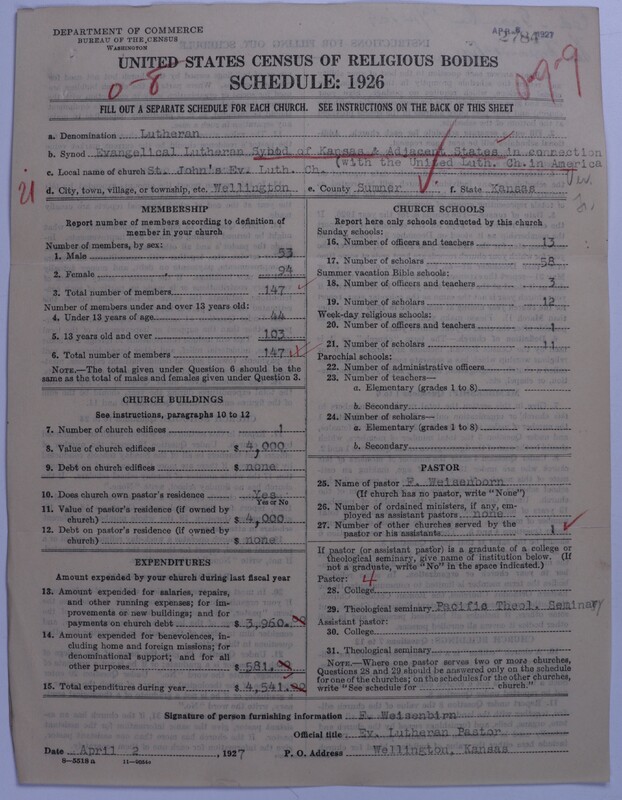 DEPARTMENT OF COMMERCE
BUREAU OF THE CENSUS
WASHINGTON
1927
UNITED STATES CENSUS OF RELIGIOUS BODIES
SCHEDULE: 1926
0-8
0-9-9
FILL OUT A SEPARATE SCHEDULE FOR EACH CHURCH. SEE INSTRUCTIONS ON THE BACK OF THIS SHEET
a. Denomination Lutheran
b. Synod Evangelical Lutheran Synod of Kansas & Adjacent States in connection
(with the United Luth. Ch. in America
c. Local name of church St. John's Ev. Luth. Ch.
21
d. City, town, village, or township, etc. Wellington e. County Sumner f. State Kansas
MEMBERSHIP
Report number of members according to definition of
member in your church
Number of members, by sex:
1. Male 53
2. Female 94
3. Total number of members 147
Number of members under and over 13 years old:
4. Under 13 years of age 44
5. 13 years old and over 103
6. Total number of members 147
NOTE.—The total given under Question 6 should be the
same as the total of males and females given under Question 3.
CHURCH BUILDINGS
See instructions, paragraphs 10 to 12
7. Number of church edifices 1
8. Value of church edifices $ 4,000
9. Debt on church edifices $ none
10. Does church own pastor's residence Yes
Yes or No
11. Value of pastor's residence (if owned by
church) $ 4,000
12. Debt on pastor's residence (if owned by
church) $ none
EXPENDITURES
Amount expended by your church during last fiscal year
13. Amount expended for salaries, repairs,
and other running expenses; for im-
provements or new buildings; and for
payments on church debt $ 3,960.
14. Amount expended for benevolences, in-
cluding home and foreign missions; for
denominational support; and for all
other purposes $ 581.
15. Total expenditures during year $ 4,541.
CHURCH SCHOOLS
Report here only schools conducted by this church
Sunday schools:
16. Number of officers and teachers 13
17. Number of scholars 58
Summer vacation Bible schools:
18. Number of officers and teachers 3
19. Number of scholars 12
Week-day religious schools:
20. Number of officers and teachers 1
21. Number of scholars 11
Parochial schools:
22. Number of administrative officers
23. Number of teachers—
a. Elementary (grades 1 to 8)
b. Secondary
24. Number of scholars—
a. Elementary (grades 1 to 8)
b. Secondary
PASTOR
25. Name of pastor F. Weisenborn
(If church has no pastor, write "None")
26. Number of ordained ministers, if any, em-
ployed as assistant pastors none
27. Number of other churches served by the
pastor or his assistants 1
If pastor (or assistant pastor) is a graduate of a college or
theological seminary, give name of institution below. (If
not a graduate, write "No" in the space indicated.)
Pastor: 4
28. College
29. Theological seminary Pacific Theol. Seminary
Assistant pastor:
30. College
31. Theological seminary
NOTE.—Where one pastor serves two or more churches,
Questions 28 and 29 should be answered only on the schedule
for one of the churches; on the schedules for the other churches,
write "See schedule for church."
Signature of person furnishing information F. Weisenbirn
Official title Ev. Lutheran Pastor
Date April 2, 1927 P. O. Address Wellington, Kansas
8—5518 a